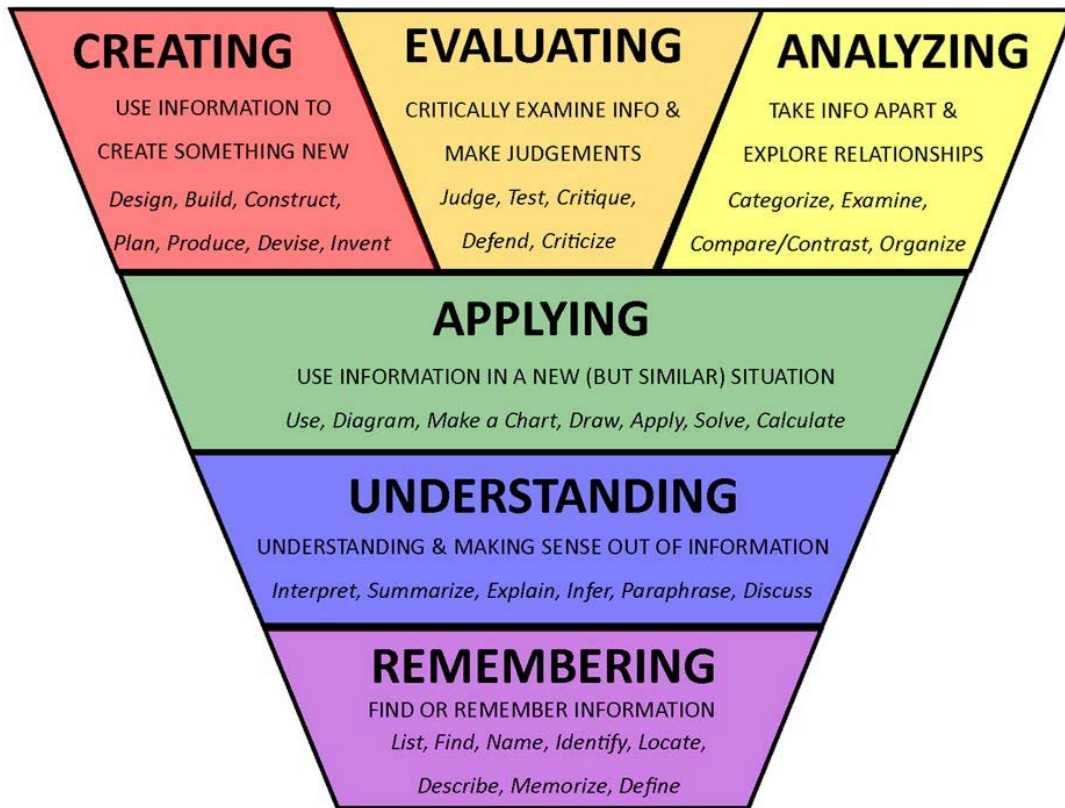 CREATING
USE INFORMATION TO
CREATE SOMETHING NEW
Design, Build, Construct,
Plan, Produce, Devise, Invent
EVALUATING
CRITICALLY EXAMINE INFO &
MAKE JUDGEMENTS
Judge, Test, Critique,
Defend, Criticize
ANALYZING
TAKE INFO APART &
EXPLORE RELATIONSHIPS
Categorize, Examine,
Compare/Contrast, Organize
APPLYING
USE INFORMATION IN A NEW (BUT SIMILAR) SITUATION
Use, Diagram, Make a Chart, Draw, Apply, Solve, Calculate
UNDERSTANDING
UNDERSTANDING & MAKING SENSE OUT OF INFORMATION
Interpret, Summarize, Explain, Infer, Paraphrase, Discuss
REMEMBERING
FIND OR REMEMBER INFORMATION
List, Find, Name, Identify, Locate,
Describe, Memorize, Define